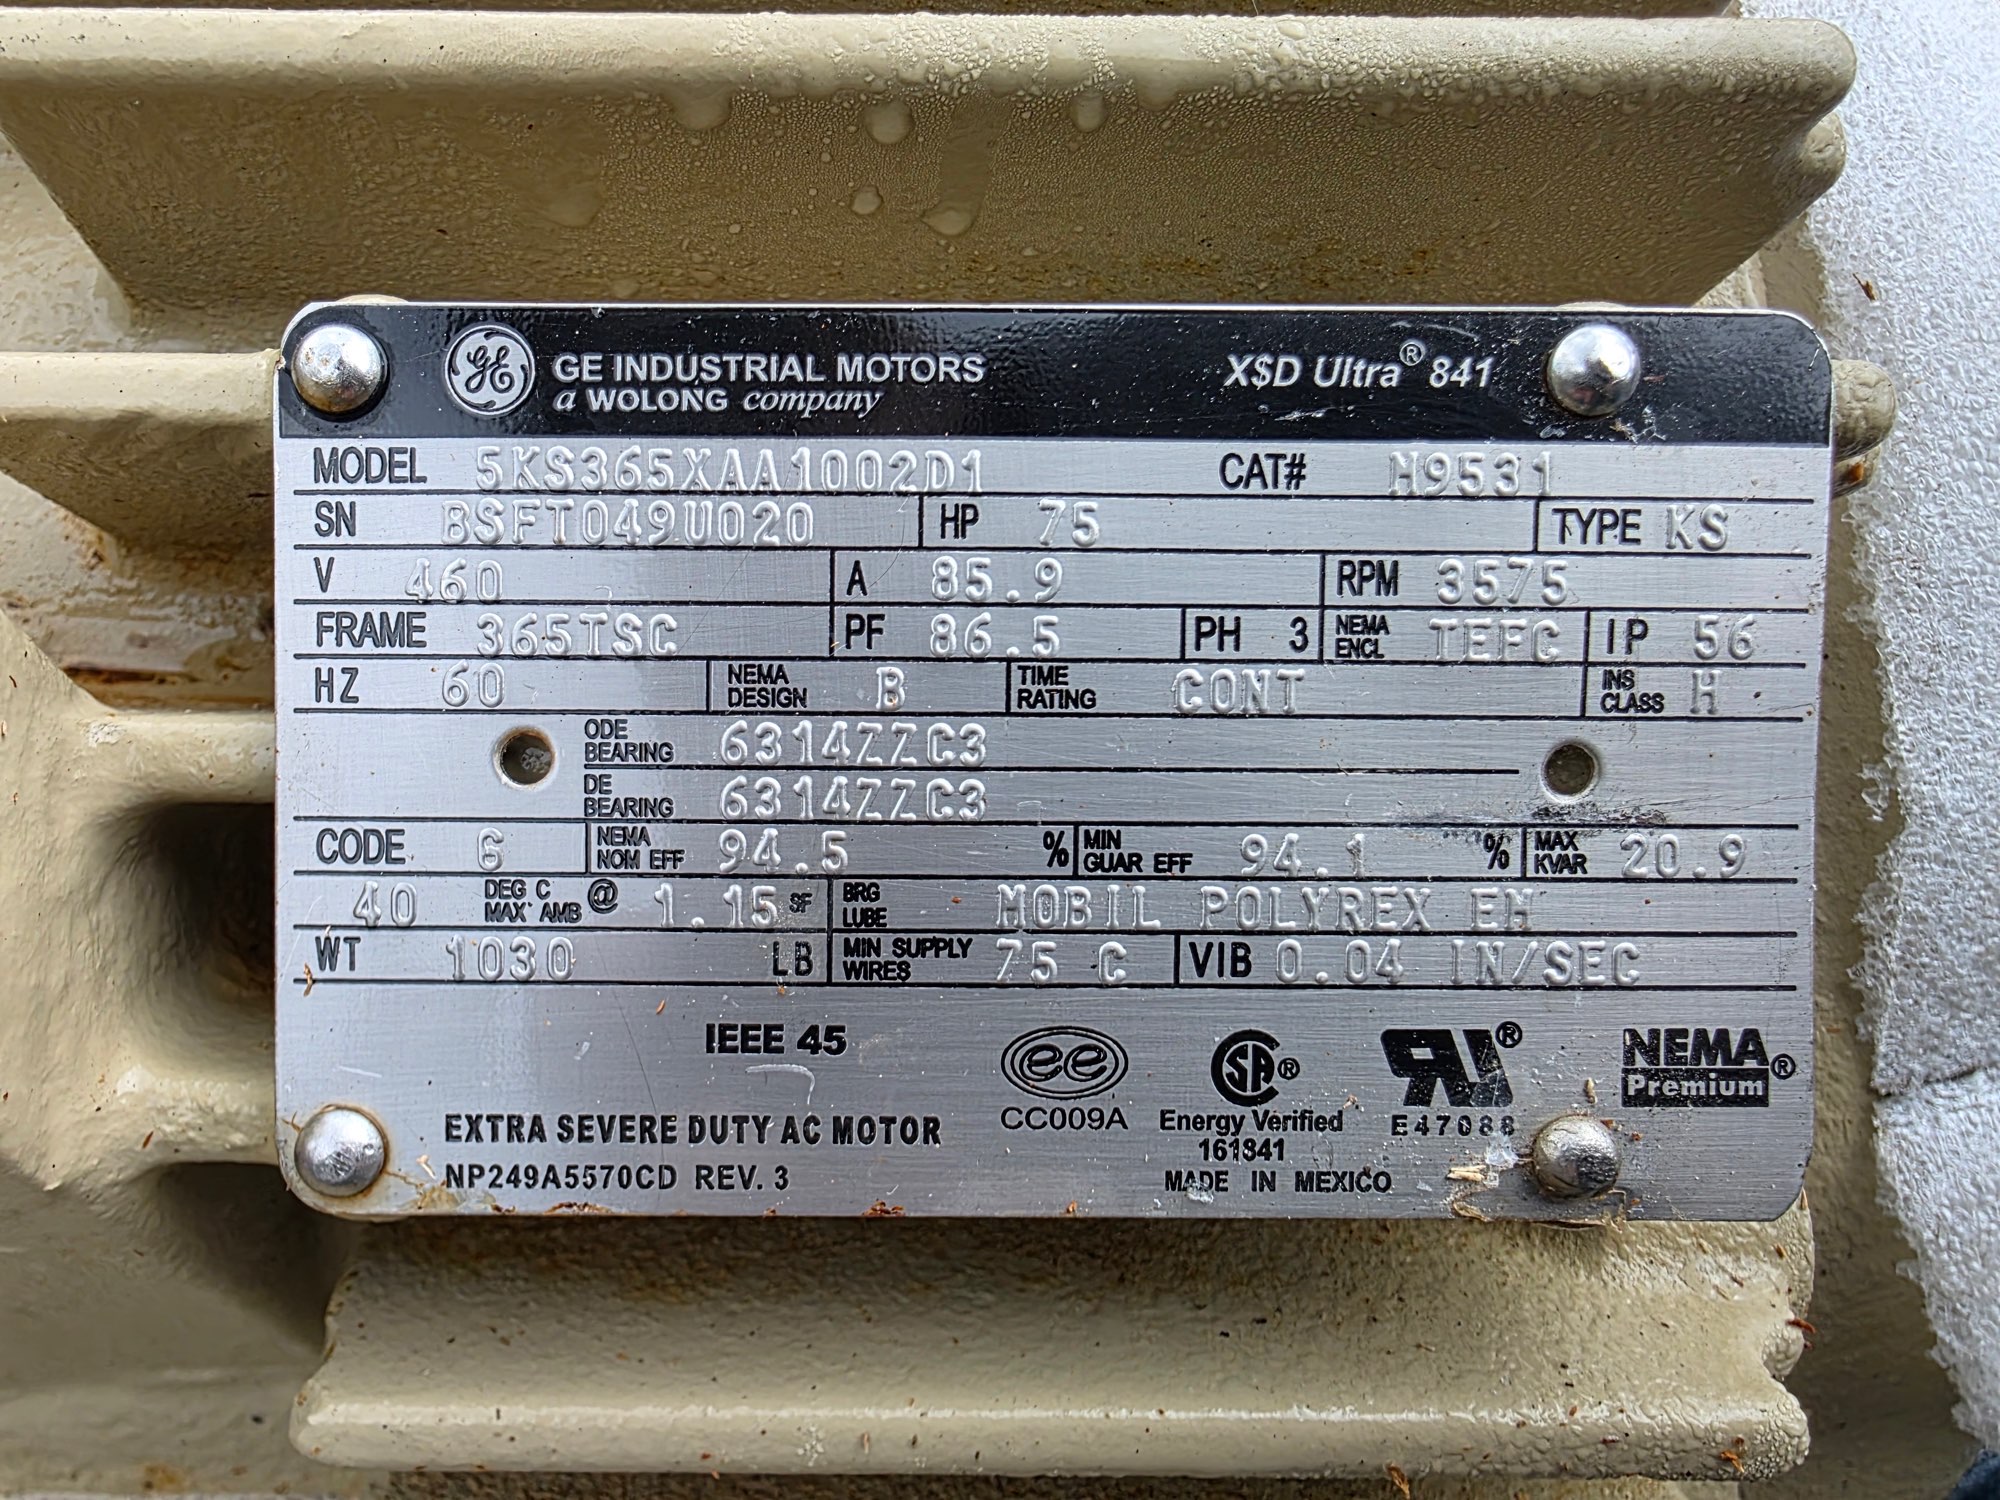 GE INDUSTRIAL MOTORS
a WOLONG company
X$D Ultra® 841
MODEL 5KS365XAA1002D1 CAT# M9531
SN BSFT049U020 HP 75 TYPE KS
V 460 A 85.9 RPM 3575
FRAME 365TSC PF 86.5 PH 3 NEMA ENCL TEFC IP 56
HZ 60 NEMA DESIGN B TIME RATING CONT INS CLASS H
ODE BEARING 6314ZZC3
DE BEARING 6314ZZC3
CODE G NEMA NOM EFF 94.5 % MIN GUAR EFF 94.1 % MAX KVAR 20.9
40 DEG C MAX AMB @ 1.15 SF BRG LUBE MOBIL POLYREX EM
WT 1030 LB MIN SUPPLY WIRES 75 C VIB 0.04 IN/SEC
IEEE 45
EXTRA SEVERE DUTY AC MOTOR
NP249A5570CD REV. 3
ee
CC009A
SA®
Energy Verified
161841
MADE IN MEXICO
RU®
E47088
NEMA
Premium®